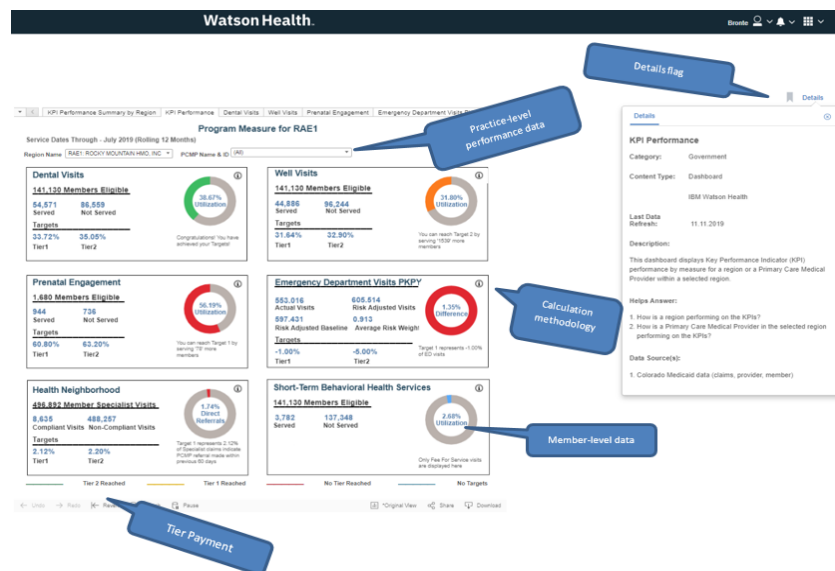 Watson Health.
Bronte
Details flag
Details
KPI Performance Summary by Region
KPI Performance
Dental Visits
Well Visits
Prenatal Engagement
Emergency Department Visits PK
Program Measure for RAE1
Service Dates Through - July 2019 (Rolling 12 Months)
Region Name
RAE1: ROCKY MOUNTAIN HMO, INC
PCMP Name & ID
(All)
Practice-level
performance data
Dental Visits
141,130 Members Eligible
54,571
86,559
Served
Not Served
Targets
33.72%
35.05%
Tier1
Tier2
38.67%
Utilization
Congratulations! You have
achieved your Targets!
Well Visits
141,130 Members Eligible
44,886
96,244
Served
Not Served
Targets
31.64%
32.90%
Tier1
Tier2
31.80%
Utilization
You can reach Target 2 by
serving '1539' more
members
Prenatal Engagement
1,680 Members Eligible
944
736
Served
Not Served
Targets
60.80%
63.20%
Tier1
Tier2
56.19%
Utilization
You can reach Target 1 by
serving '78' more
members
Emergency Department Visits PKPY
553.016
605.514
Actual Visits
Risk Adjusted Visits
597.431
0.913
Risk Adjusted Baseline
Average Risk Weight
Targets
-1.00%
-5.00%
Tier1
Tier2
1.35%
Difference
Target 1 represents -1.00%
of ED visits
Calculation
methodology
Health Neighborhood
496,892 Member Specialist Visits
8,635
488,257
Compliant Visits
Non-Compliant Visits
Targets
2.12%
2.20%
Tier1
Tier2
1.74%
Direct
Referrals
Target 1 represents 2.12%
of Specialist claims indicate
PCMP referral made within
previous 60 days
Short-Term Behavioral Health Services
141,130 Members Eligible
3,782
137,348
Served
Not Served
2.68%
Utilization
Only Fee For Service visits
are displayed here
Member-level data
Tier 2 Reached
Tier 1 Reached
No Tier Reached
No Targets
Undo
Redo
Pause
*Original View
Share
Download
Tier Payment
Details
KPI Performance
Category:
Government
Content Type:
Dashboard
IBM Watson Health
Last Data
Refresh:
11.11.2019
Description:
This dashboard displays Key Performance Indicator (KPI)
performance by measure for a region or a Primary Care Medical
Provider within a selected region.
Helps Answer:
1. How is a region performing on the KPIs?
2. How is a Primary Care Medical Provider in the selected region
performing on the KPIs?
Data Source(s):
1. Colorado Medicaid data (claims, provider, member)